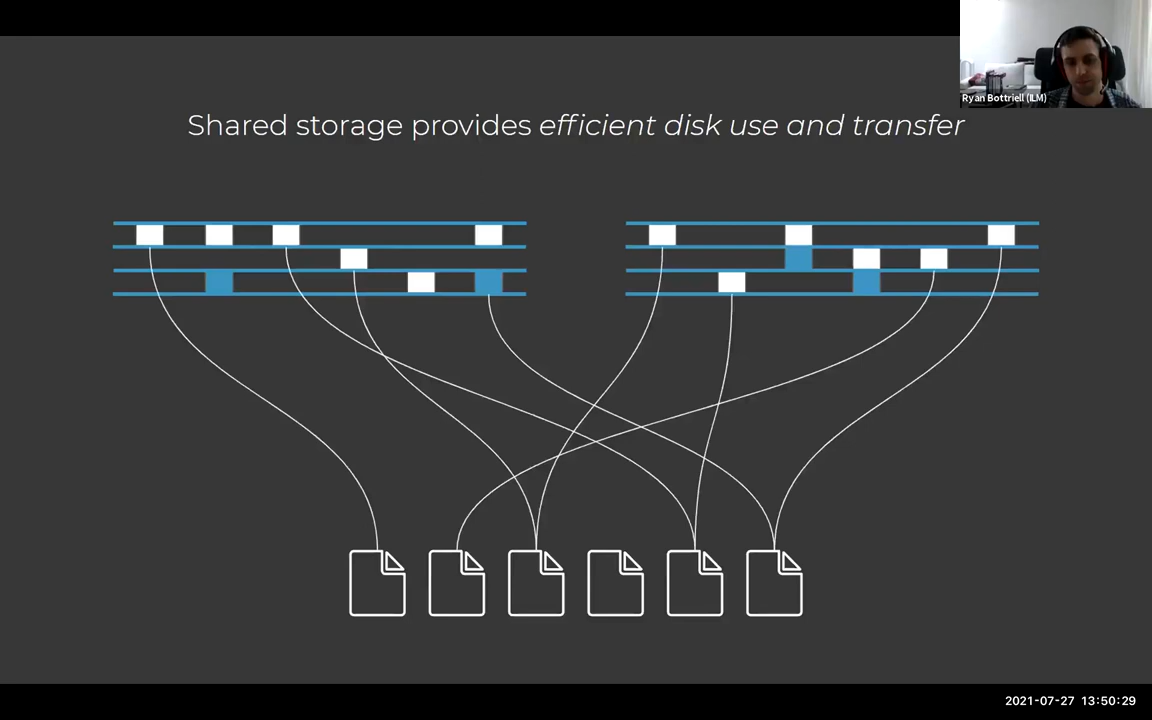 Ryan Bottriell (ILM)
Shared storage provides efficient disk use and transfer
2021-07-27 13:50:29